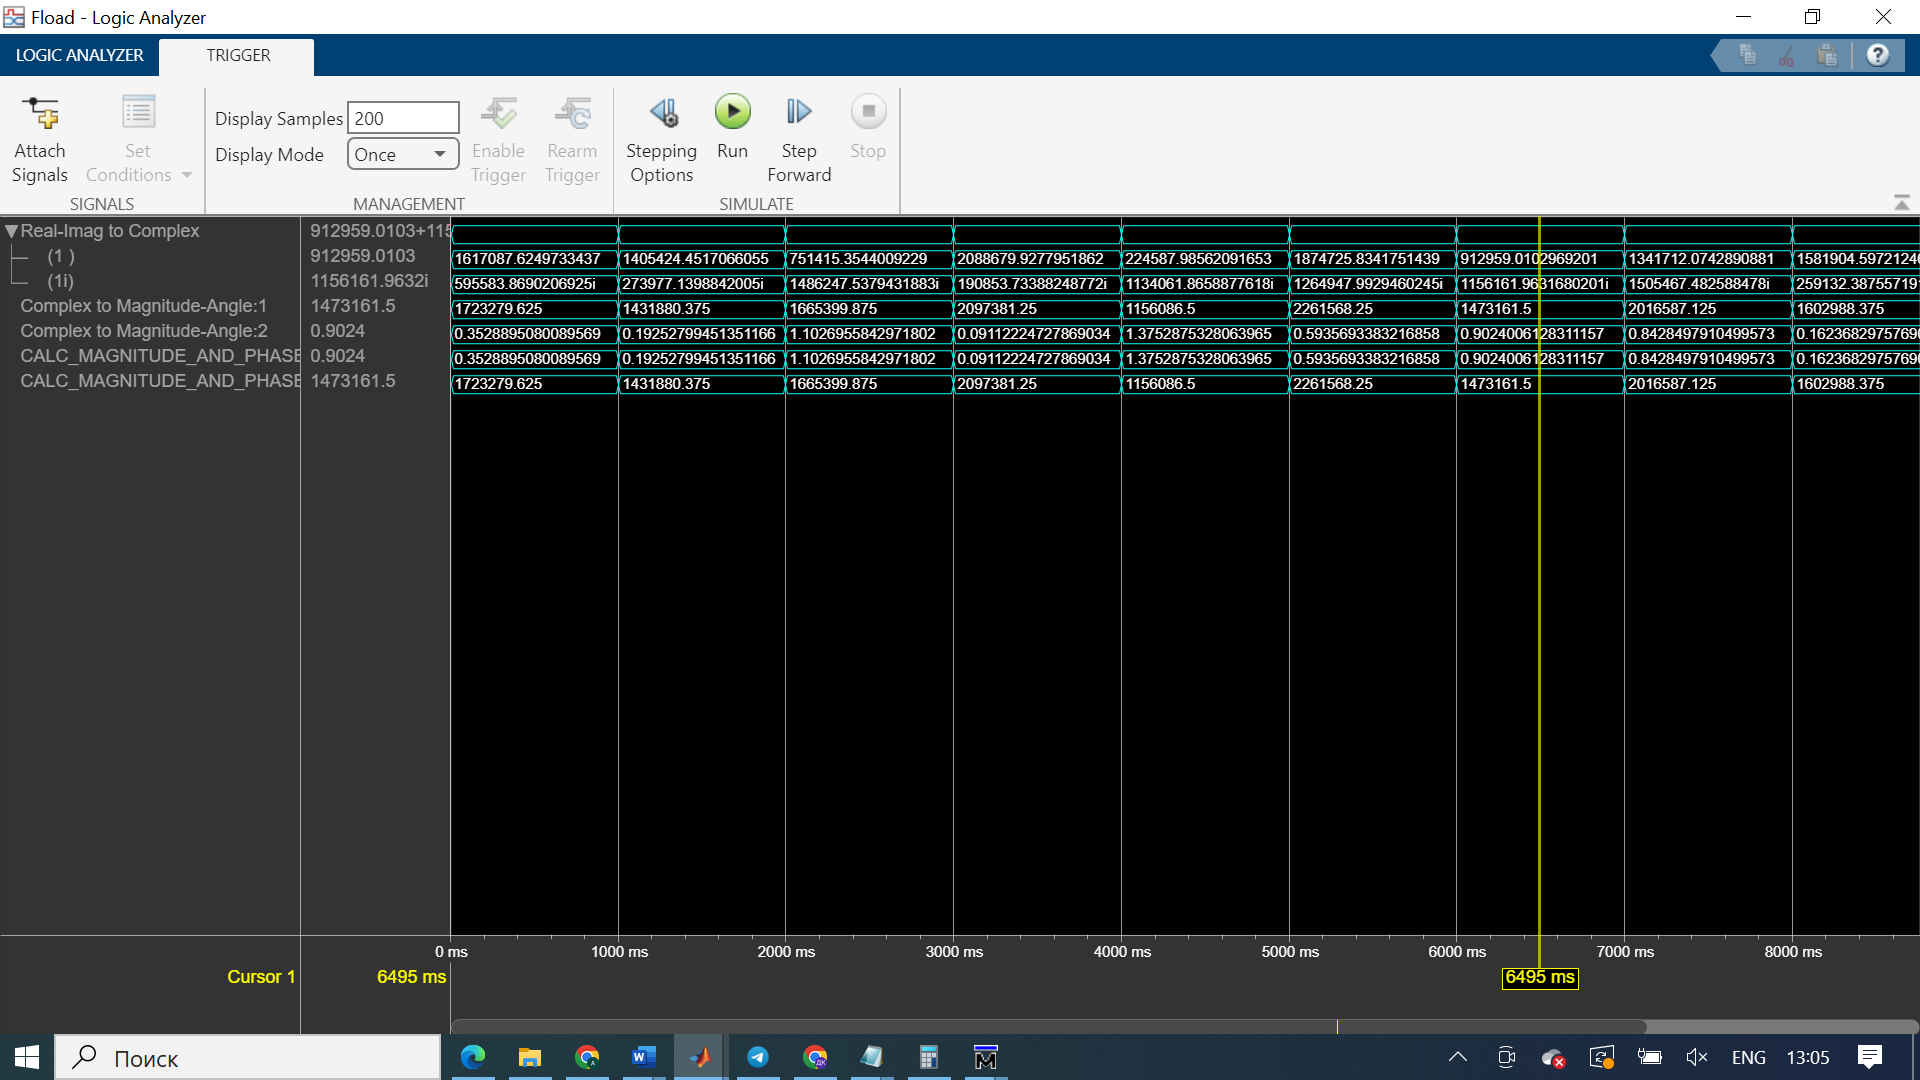 Fload - Logic Analyzer
LOGIC ANALYZER
TRIGGER
Attach Signals
Set Conditions
SIGNALS
Display Samples 200
Display Mode Once
Enable Trigger
Rearm Trigger
MANAGEMENT
Stepping Options
Run
Step Forward
Stop
SIMULATE
Real-Imag to Complex 912959.0103+115
(1 ) 912959.0103 1617087.6249733437 1405424.4517066055 751415.3544009229 2088679.9277951862 224587.98562091653 1874725.8341751439 912959.0102969201 1341712.0742890881 1581904.59721246
(1i) 1156161.9632i 595583.8690206925i 273977.1398842005i 1486247.5379431883i 190853.73388248772i 1134061.8658877618i 1264947.9929460245i 1156161.9631680201i 1505467.482588478i 259132.387557191
Complex to Magnitude-Angle:1 1473161.5 1723279.625 1431880.375 1665399.875 2097381.25 1156086.5 2261568.25 1473161.5 2016587.125 1602988.375
Complex to Magnitude-Angle:2 0.9024 0.3528895080089569 0.19252799451351166 1.1026955842971802 0.09112224727869034 1.3752875328063965 0.5935693383216858 0.9024006128311157 0.8428497910499573 0.16236829757690
CALC_MAGNITUDE_AND_PHASE 0.9024 0.3528895080089569 0.19252799451351166 1.1026955842971802 0.09112224727869034 1.3752875328063965 0.5935693383216858 0.9024006128311157 0.8428497910499573 0.16236829757690
CALC_MAGNITUDE_AND_PHASE 1473161.5 1723279.625 1431880.375 1665399.875 2097381.25 1156086.5 2261568.25 1473161.5 2016587.125 1602988.375
0 ms 1000 ms 2000 ms 3000 ms 4000 ms 5000 ms 6000 ms 7000 ms 8000 ms
Cursor 1 6495 ms 6495 ms
Поиск
ENG 13:05